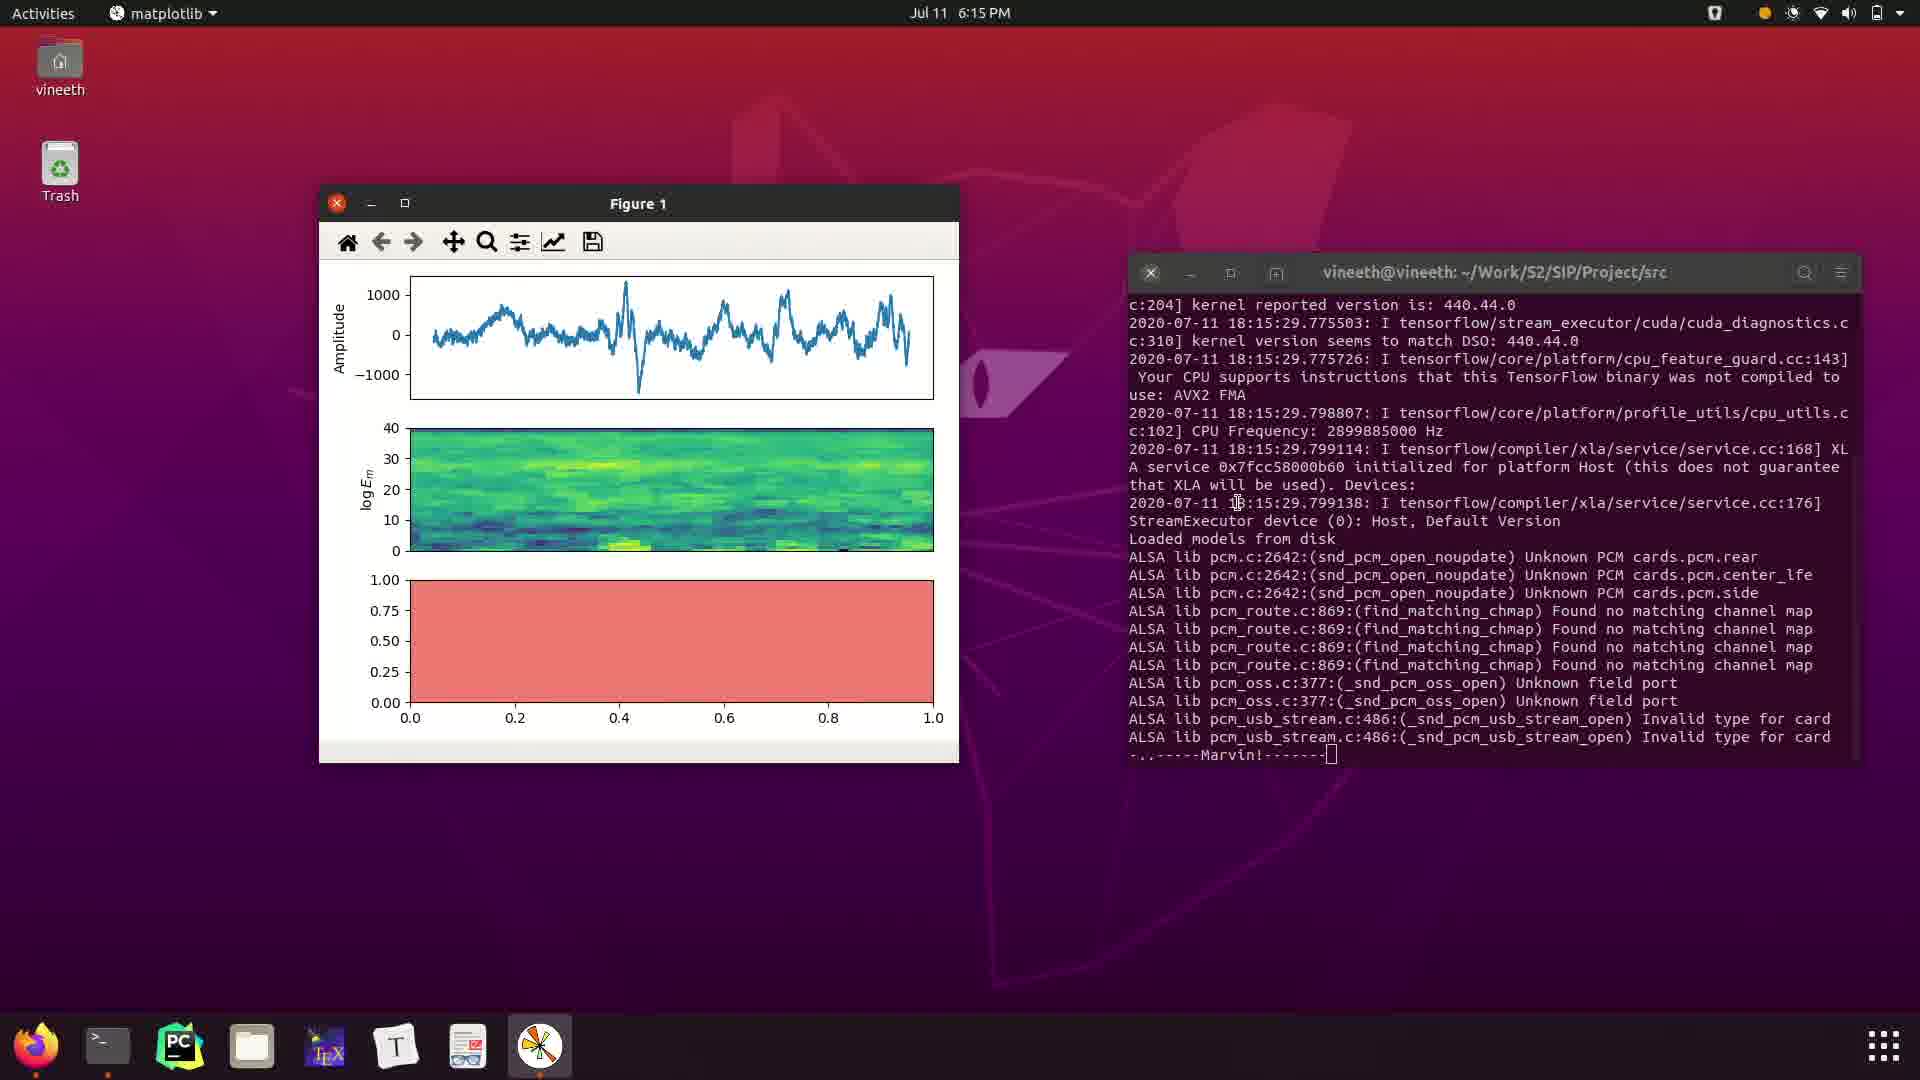 Activities
matplotlib
Jul 11 6:15 PM
vineeth
Trash
Figure 1
Amplitude
1000
0
−1000
log Em
40
30
20
10
0
1.00
0.75
0.50
0.25
0.00
0.0 0.2 0.4 0.6 0.8 1.0
vineeth@vineeth: ~/Work/S2/SIP/Project/src
c:204] kernel reported version is: 440.44.0
2020-07-11 18:15:29.775503: I tensorflow/stream_executor/cuda/cuda_diagnostics.c
c:310] kernel version seems to match DSO: 440.44.0
2020-07-11 18:15:29.775726: I tensorflow/core/platform/cpu_feature_guard.cc:143]
Your CPU supports instructions that this TensorFlow binary was not compiled to
use: AVX2 FMA
2020-07-11 18:15:29.798807: I tensorflow/core/platform/profile_utils/cpu_utils.c
c:102] CPU Frequency: 2899885000 Hz
2020-07-11 18:15:29.799114: I tensorflow/compiler/xla/service/service.cc:168] XL
A service 0x7fcc58000b60 initialized for platform Host (this does not guarantee
that XLA will be used). Devices:
2020-07-11 18:15:29.799138: I tensorflow/compiler/xla/service/service.cc:176]
StreamExecutor device (0): Host, Default Version
Loaded models from disk
ALSA lib pcm.c:2642:(snd_pcm_open_noupdate) Unknown PCM cards.pcm.rear
ALSA lib pcm.c:2642:(snd_pcm_open_noupdate) Unknown PCM cards.pcm.center_lfe
ALSA lib pcm.c:2642:(snd_pcm_open_noupdate) Unknown PCM cards.pcm.side
ALSA lib pcm_route.c:869:(find_matching_chmap) Found no matching channel map
ALSA lib pcm_route.c:869:(find_matching_chmap) Found no matching channel map
ALSA lib pcm_route.c:869:(find_matching_chmap) Found no matching channel map
ALSA lib pcm_route.c:869:(find_matching_chmap) Found no matching channel map
ALSA lib pcm_oss.c:377:(_snd_pcm_oss_open) Unknown field port
ALSA lib pcm_oss.c:377:(_snd_pcm_oss_open) Unknown field port
ALSA lib pcm_usb_stream.c:486:(_snd_pcm_usb_stream_open) Invalid type for card
ALSA lib pcm_usb_stream.c:486:(_snd_pcm_usb_stream_open) Invalid type for card
-..-----Marvin!-------
>_
PC
TEX
T